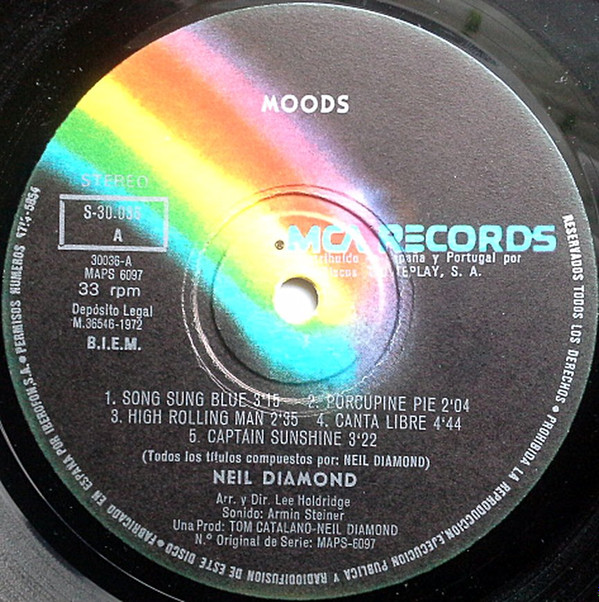 MOODS
STEREO
S-30.036
A
30036-A
MAPS 6097
33 rpm
Depósito Legal
M.36546-1972
B.I.E.M.
MCA RECORDS
España y Portugal por
S. A.
1. SONG SUNG BLUE 3'15 2. PORCUPINE PIE 2'04
3. HIGH ROLLING MAN 2'35 4. CANTA LIBRE 4'44
5. CAPTAIN SUNSHINE 3'22
(Todos los títulos compuestos por: NEIL DIAMOND)
NEIL DIAMOND
Arr. y Dir. Lee Holdridge
Sonido: Armin Steiner
Una Prod: TOM CATALANO-NEIL DIAMOND
N.º Original de Serie: MAPS-6097
RESERVADOS TODOS LOS DERECHOS • PROHIBIDA LA REPRODUCCION, EJECUCION PUBLICA Y RADIODIFUSION DE ESTE DISCO • FABRICADO EN ESPAÑA POR IBEROFON, S.A. • PERMISOS NUMEROS